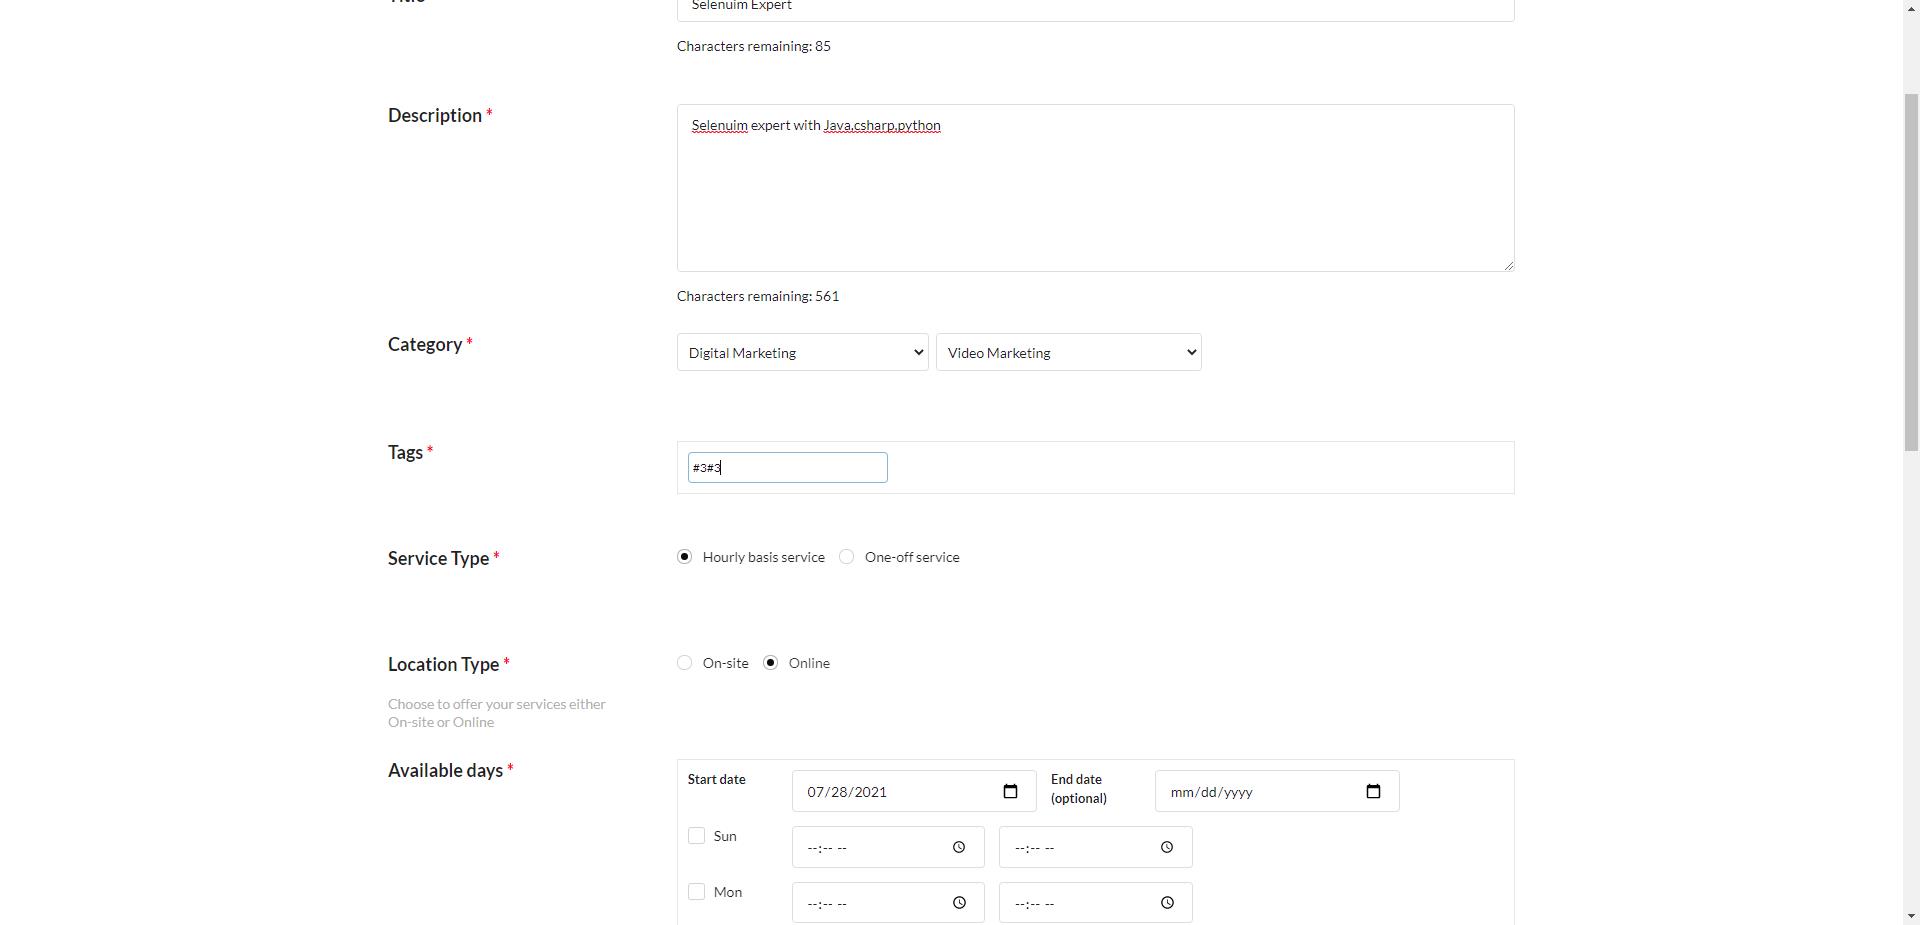 Selenuim Expert
Characters remaining: 85
Description *
Selenuim expert with Java,csharp,python
Characters remaining: 561
Category *
Digital Marketing
Video Marketing
Tags *
#3#3
Service Type *
Hourly basis service
One-off service
Location Type *
On-site
Online
Choose to offer your services either
On-site or Online
Available days *
Start date
07/28/2021
End date
(optional)
mm/dd/yyyy
Sun
--:-- --
--:-- --
Mon
--:-- --
--:-- --